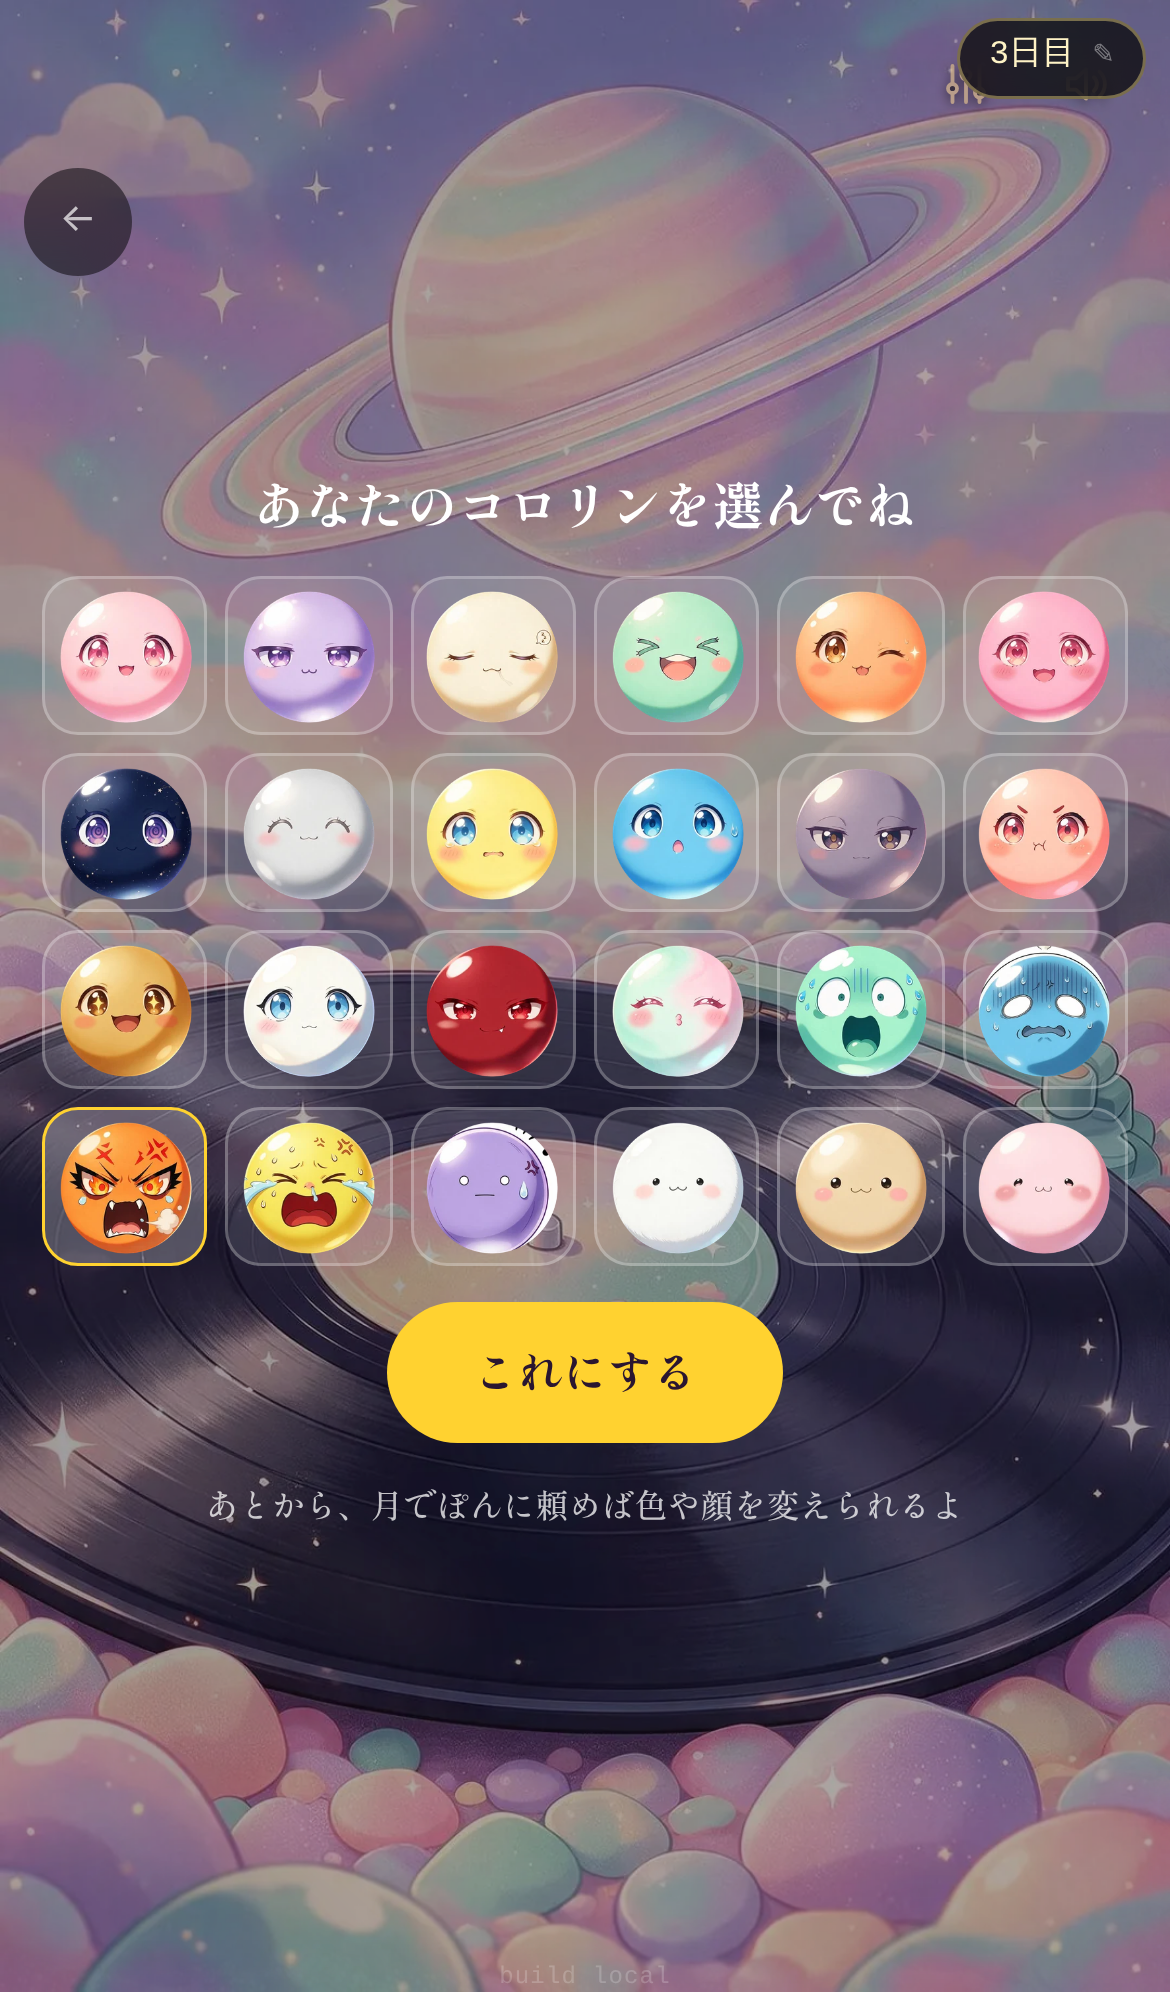 3日目 ✎
あなたのコロリンを選んでね
これにする
あとから、月でぽんに頼めば色や顔を変えられるよ
build local